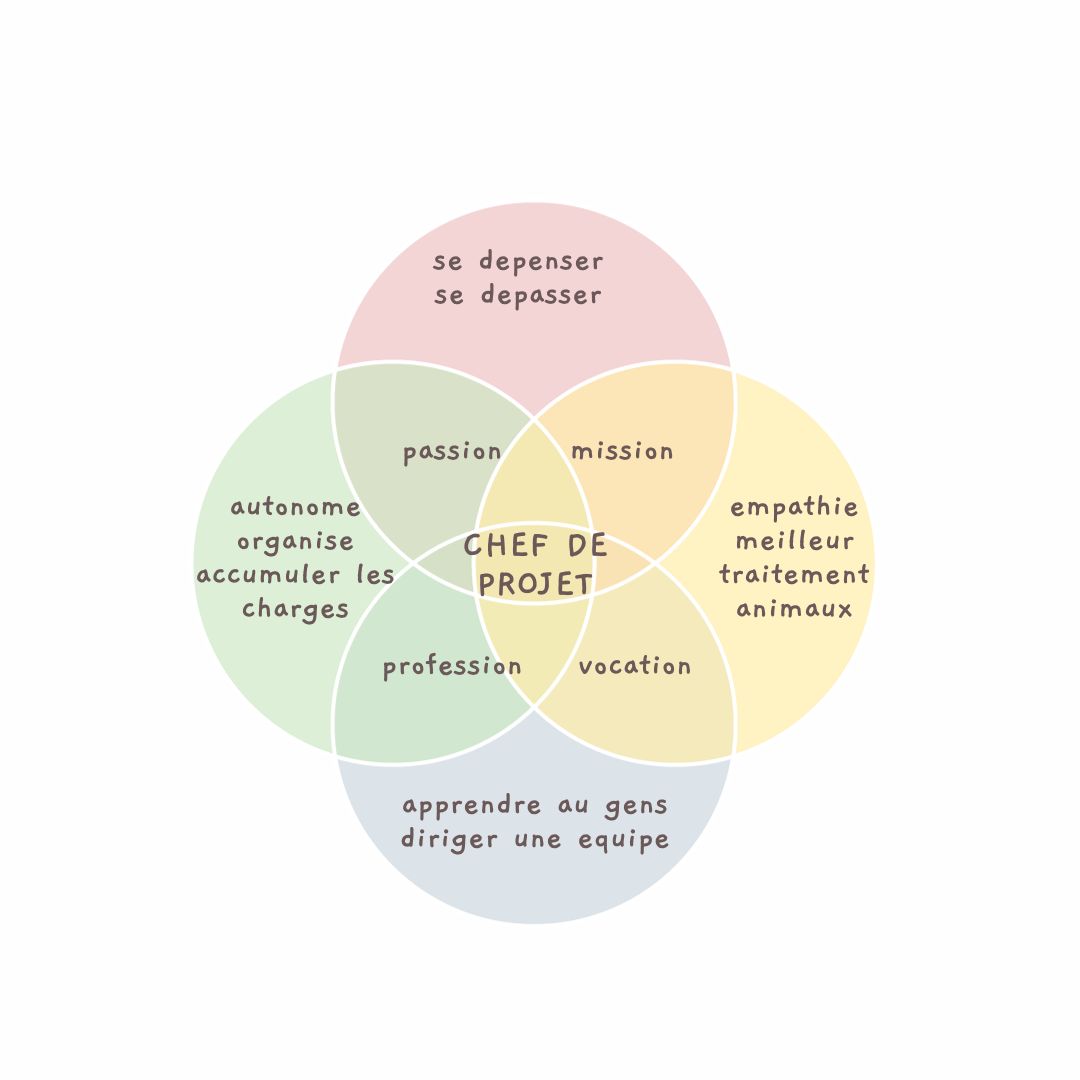 se depenser
se depasser
passion
mission
autonome
organise
accumuler les
charges
CHEF DE
PROJET
empathie
meilleur
traitement
animaux
profession
vocation
apprendre au gens
diriger une equipe